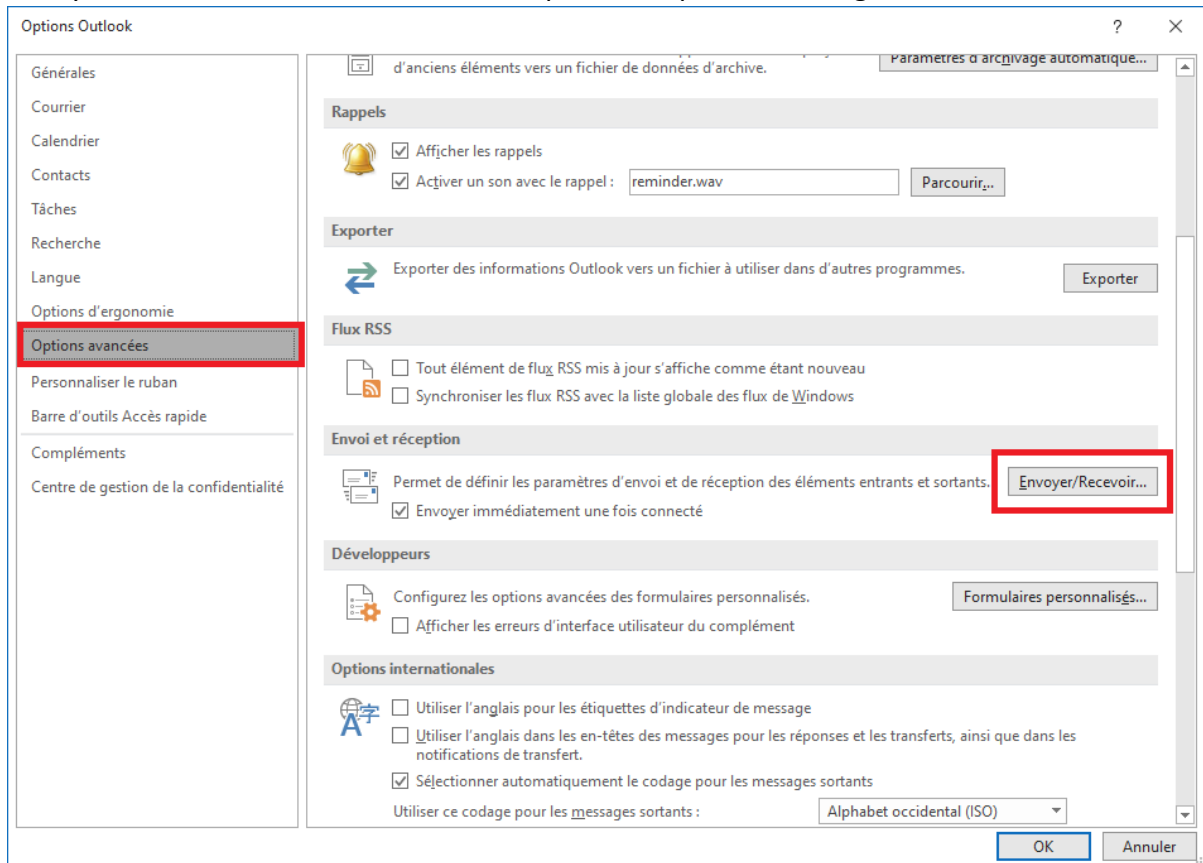 Options Outlook
Générales
Courrier
Calendrier
Contacts
Tâches
Recherche
Langue
Options d'ergonomie
Options avancées
Personnaliser le ruban
Barre d'outils Accès rapide
Compléments
Centre de gestion de la confidentialité
d'anciens éléments vers un fichier de données d'archive.
Paramètres d'archivage automatique...
Rappels
Afficher les rappels
Activer un son avec le rappel : reminder.wav Parcourir...
Exporter
Exporter des informations Outlook vers un fichier à utiliser dans d'autres programmes.
Exporter
Flux RSS
Tout élément de flux RSS mis à jour s'affiche comme étant nouveau
Synchroniser les flux RSS avec la liste globale des flux de Windows
Envoi et réception
Permet de définir les paramètres d'envoi et de réception des éléments entrants et sortants. Envoyer/Recevoir...
Envoyer immédiatement une fois connecté
Développeurs
Configurez les options avancées des formulaires personnalisés. Formulaires personnalisés...
Afficher les erreurs d'interface utilisateur du complément
Options internationales
Utiliser l'anglais pour les étiquettes d'indicateur de message
Utiliser l'anglais dans les en-têtes des messages pour les réponses et les transferts, ainsi que dans les
notifications de transfert.
Sélectionner automatiquement le codage pour les messages sortants
Utiliser ce codage pour les messages sortants : Alphabet occidental (ISO)
OK Annuler